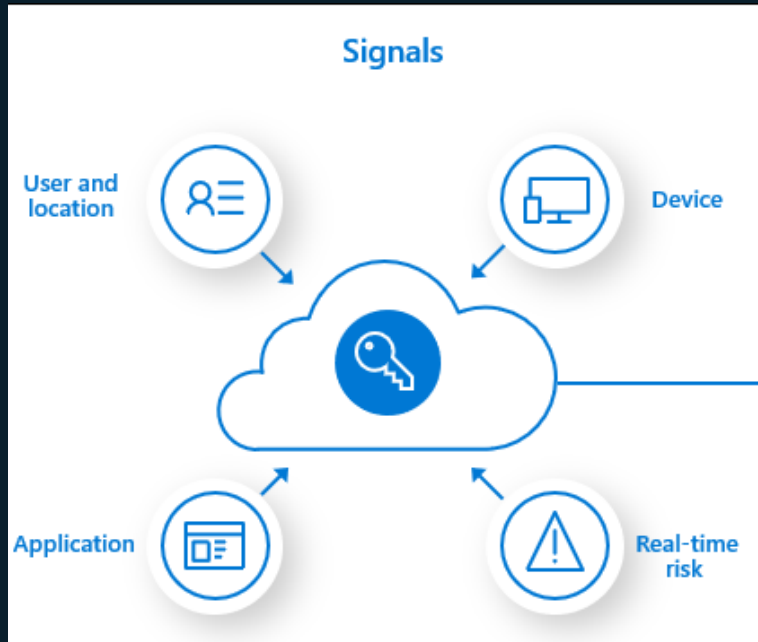 Signals
User and
location
Device
Application
Real-time
risk